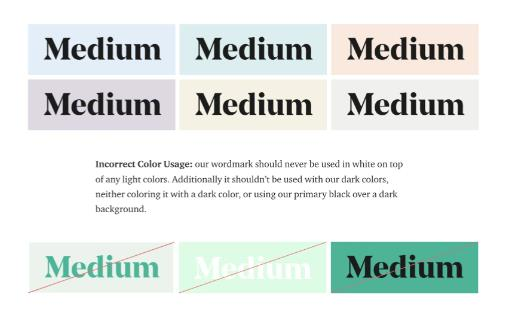 Medium Medium Medium
Medium Medium Medium
Incorrect Color Usage: our wordmark should never be used in white on top
of any light colors. Additionally it shouldn't be used with our dark colors,
neither coloring it with a dark color, or using our primary black over a dark
background.
Medium Medium Medium